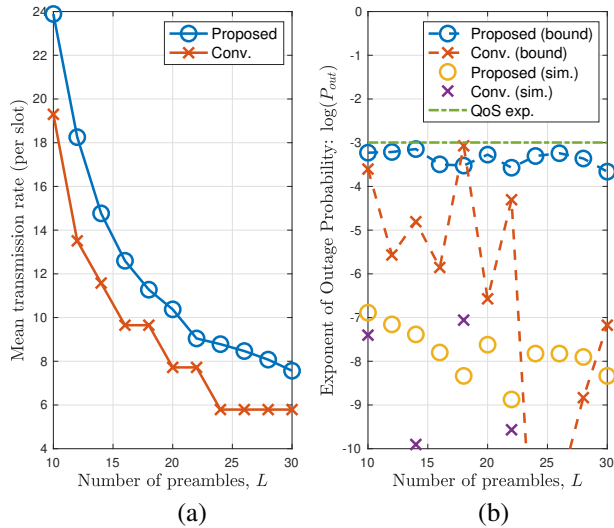 24
22
20
18
16
14
12
10
8
6
4
Mean transmission rate (per slot)
Proposed
Conv.
10 15 20 25 30
Number of preambles, L
(a)
0
-1
-2
-3
-4
-5
-6
-7
-8
-9
-10
Exponent of Outage Probability: log(P_out)
Proposed (bound)
Conv. (bound)
Proposed (sim.)
Conv. (sim.)
QoS exp.
10 15 20 25 30
Number of preambles, L
(b)